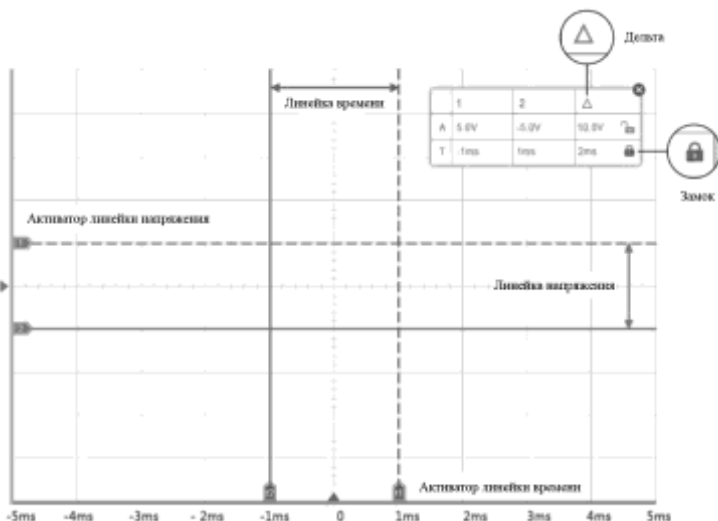 Дельта
Линейка времени
1 2 △
A 5.0V -5.0V 10.0V
T -1ms 1ms 2ms
Замок
Активатор линейки напряжения
Линейка напряжения
Активатор линейки времени
-5ms -4ms -3ms - 2ms -1ms 0 1ms 2ms 3ms 4ms 5ms